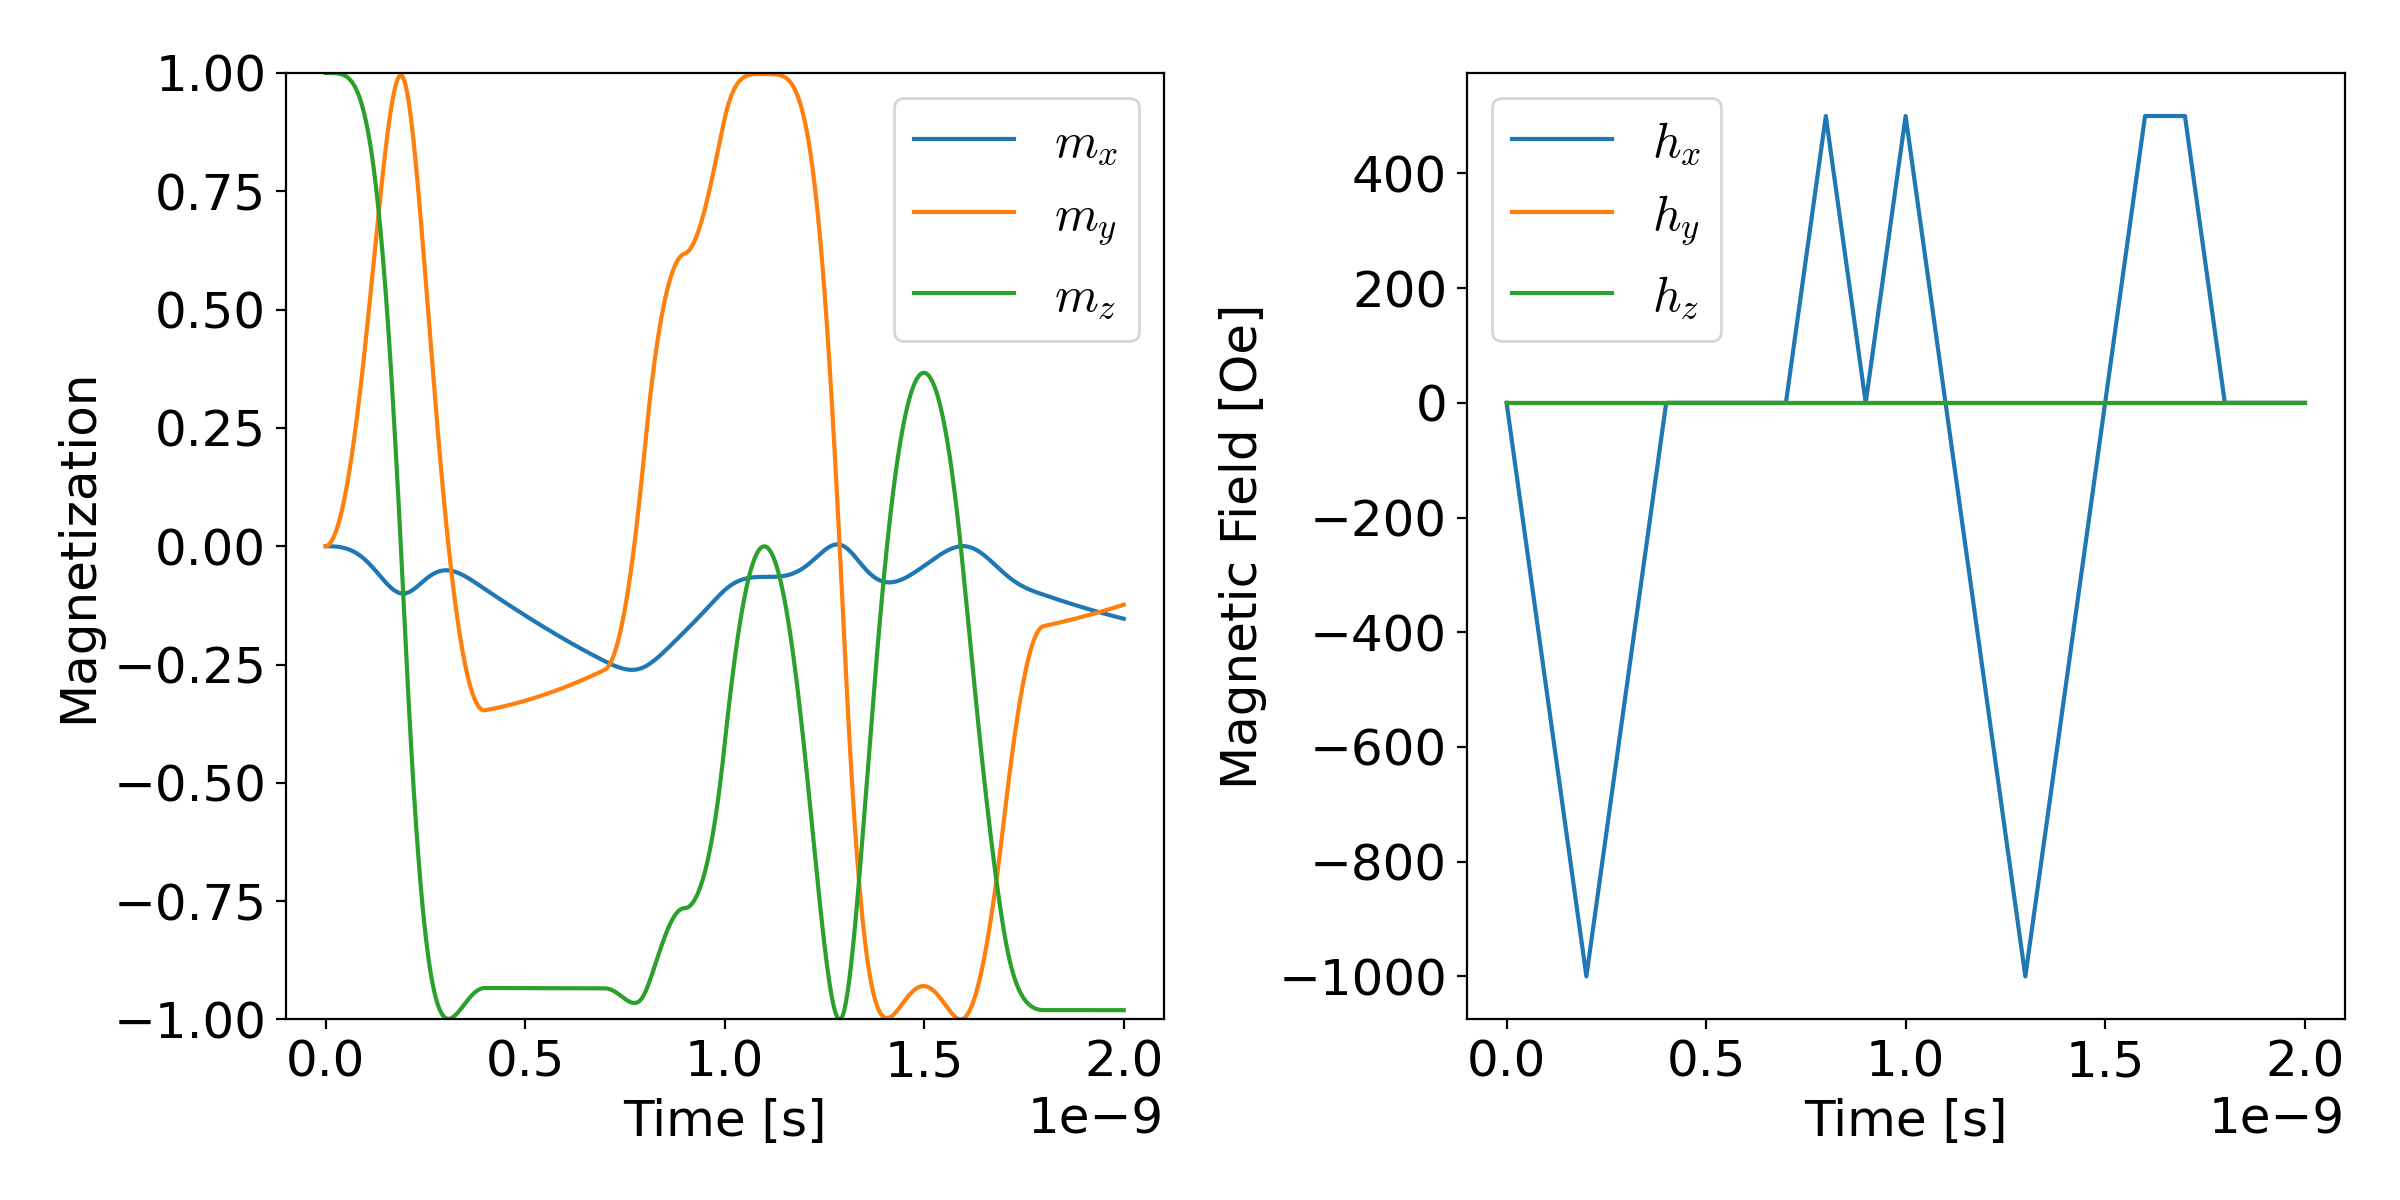 Magnetization
1.00
0.75
0.50
0.25
0.00
−0.25
−0.50
−0.75
−1.00
0.0 0.5 1.0 1.5 2.0
Time [s]
1e−9
m_x
m_y
m_z
Magnetic Field [Oe]
400
200
0
−200
−400
−600
−800
−1000
0.0 0.5 1.0 1.5 2.0
Time [s]
1e−9
h_x
h_y
h_z